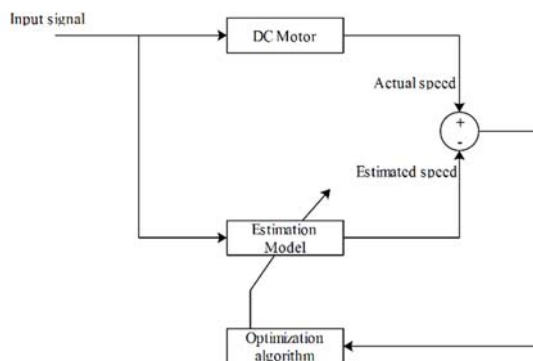 Input signal
DC Motor
Actual speed
+
-
Estimated speed
Estimation
Model
Optimization
algorithm